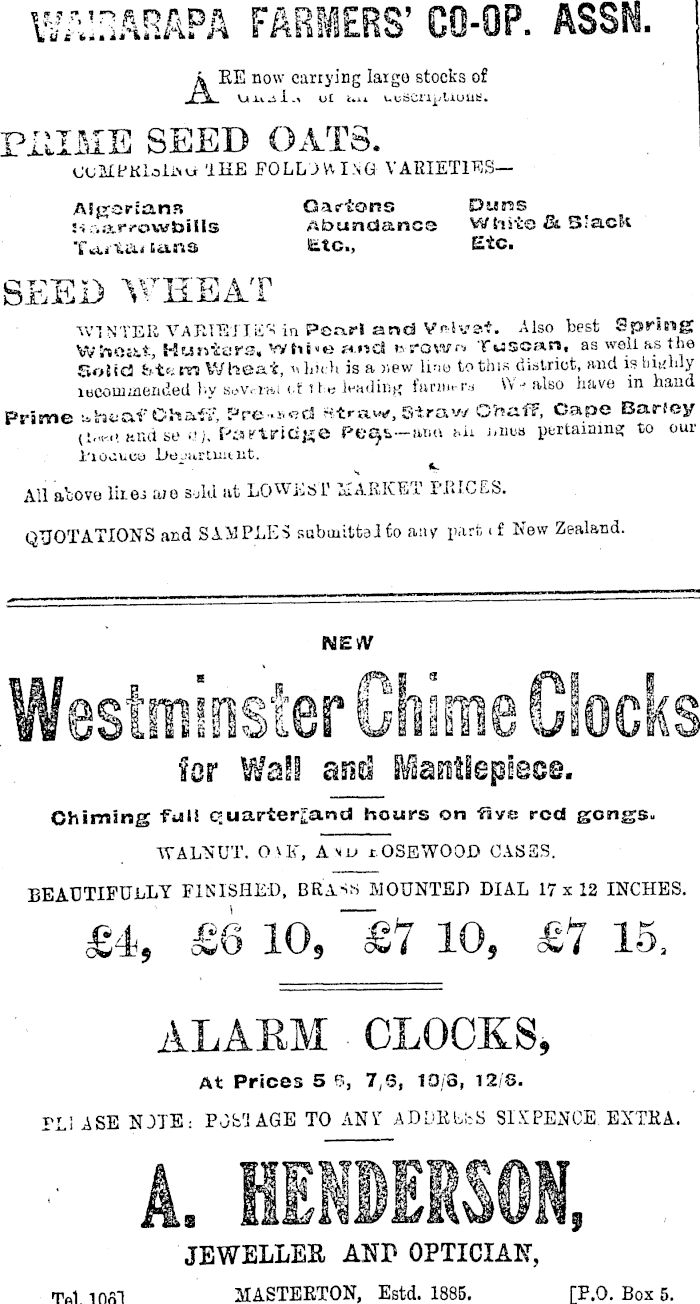 WAIRARAPA FARMERS' CO-OP. ASSN.
ARE now carrying large stocks of
of all descriptions.
PRIME SEED OATS.
COMPRISING THE FOLLOWING VARIETIES—
Algerians Gartons Duns
Sparrowbills Abundance White & Black
Tartarians Etc., Etc.
SEED WHEAT
WINTER VARIETIES in Pearl and Velvet. Also best Spring
Wheat, Hunters, White and Brown Tuscan, as well as the
Solid Stem Wheat, which is a new line to this district, and is highly
recommended by several of the leading farmers We also have in hand
Prime Sheaf Chaff, Pressed Straw, Straw Chaff, Cape Barley
(feed and seed), Partridge Peas—and all lines pertaining to our
Produce Department.
All above lines are sold at LOWEST MARKET PRICES.
QUOTATIONS and SAMPLES submitted to any part of New Zealand.
NEW
Westminster Chime Clocks
for Wall and Mantlepiece.
Chiming full quarter and hours on five rod gongs.
WALNUT, OAK, AND ROSEWOOD CASES.
BEAUTIFULLY FINISHED, BRASS MOUNTED DIAL 17 x 12 INCHES.
£4, £6 10, £7 10, £7 15,
ALARM CLOCKS,
At Prices 5/6, 7/6, 10/6, 12/6.
PLEASE NOTE: POSTAGE TO ANY ADDRESS SIXPENCE EXTRA.
A. HENDERSON,
JEWELLER AND OPTICIAN,
Tel. 106] MASTERTON, Estd. 1885. [P.O. Box 5.